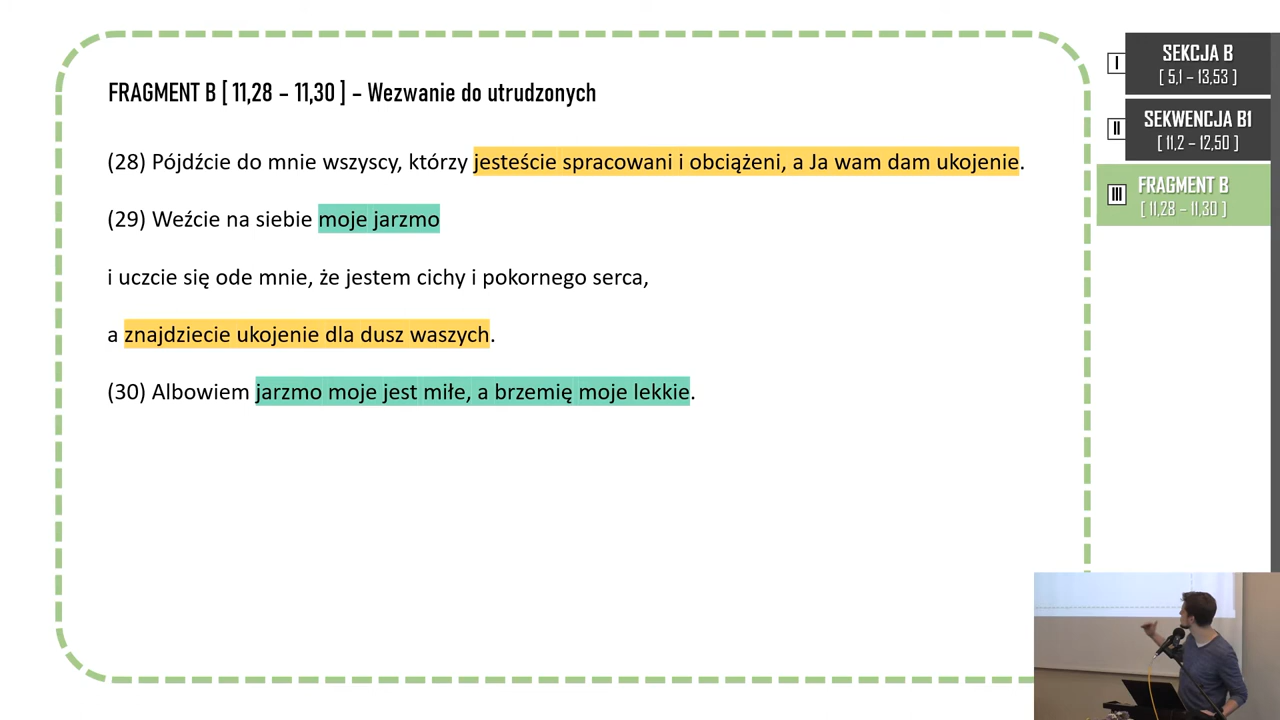 FRAGMENT B [ 11,28 – 11,30 ] – Wezwanie do utrudzonych
(28) Pójdźcie do mnie wszyscy, którzy jesteście spracowani i obciążeni, a Ja wam dam ukojenie.
(29) Weźcie na siebie moje jarzmo
i uczcie się ode mnie, że jestem cichy i pokornego serca,
a znajdziecie ukojenie dla dusz waszych.
(30) Albowiem jarzmo moje jest miłe, a brzemię moje lekkie.
I
SEKCJA B
[ 5,1 – 13,53 ]
II
SEKWENCJA B1
[ 11,2 – 12,50 ]
III
FRAGMENT B
[ 11,28 – 11,30 ]